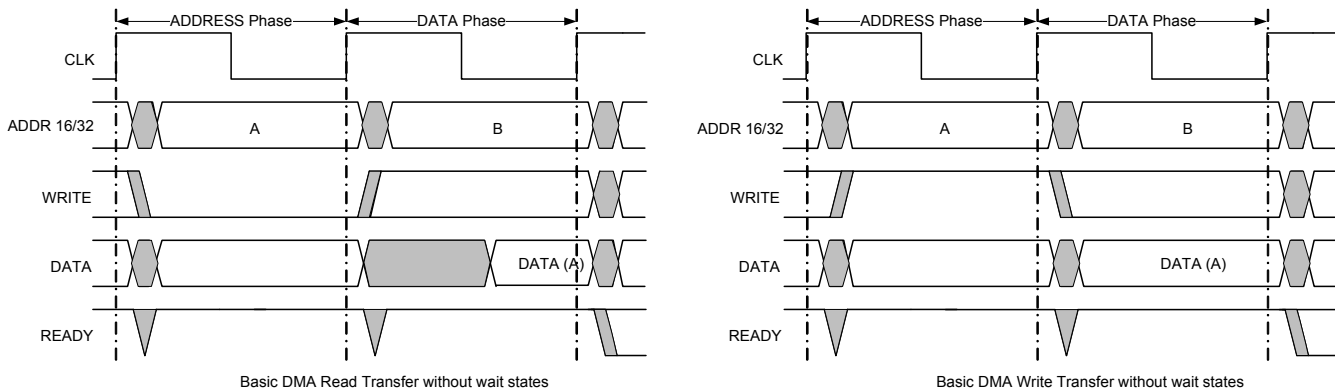 ADDRESS Phase
DATA Phase
CLK
ADDR 16/32
A
B
WRITE
DATA
DATA (A)
READY
Basic DMA Read Transfer without wait states
ADDRESS Phase
DATA Phase
CLK
ADDR 16/32
A
B
WRITE
DATA
DATA (A)
READY
Basic DMA Write Transfer without wait states